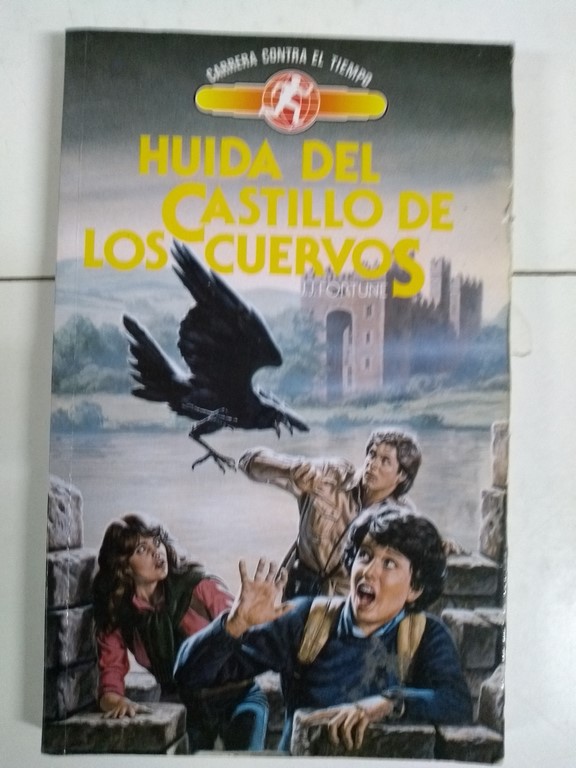 CARRERA CONTRA EL TIEMPO
HUIDA DEL
CASTILLO DE
LOS CUERVOS
J.J. FORTUNE